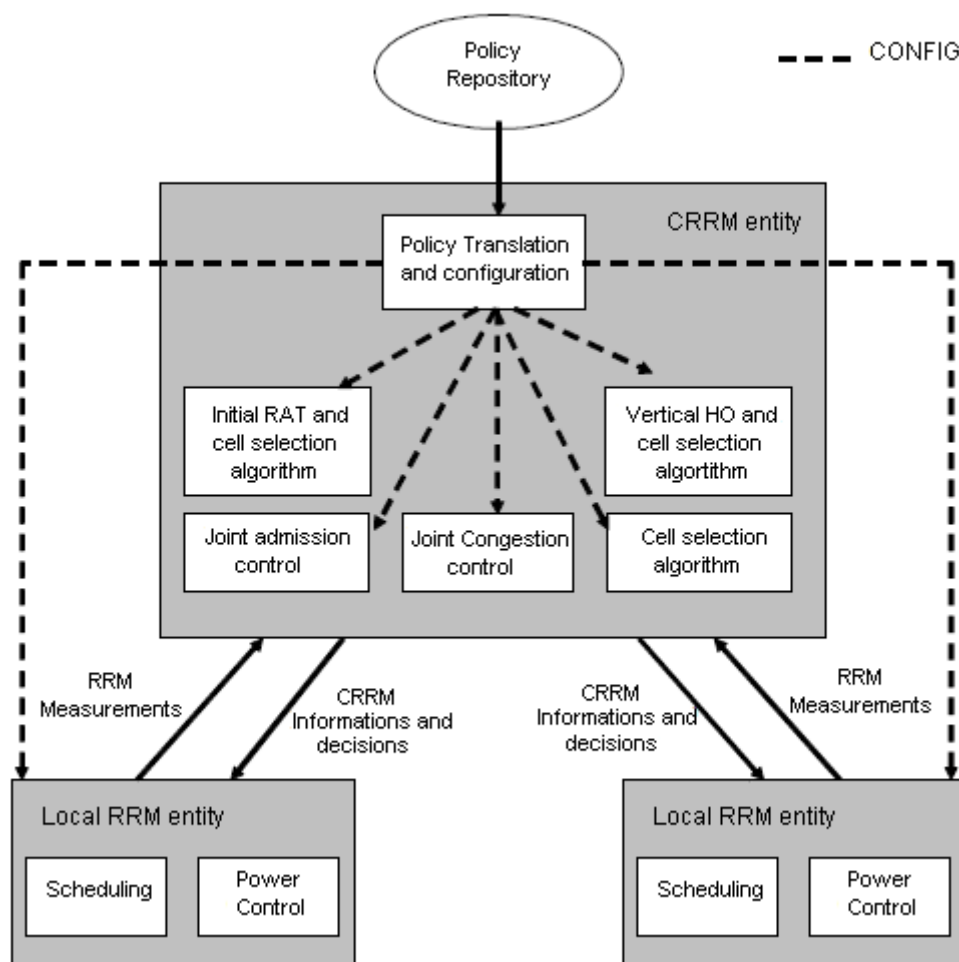 Policy
Repository
CONFIG
CRRM entity
Policy Translation
and configuration
Initial RAT and
cell selection
algorithm
Vertical HO and
cell selection
algortithm
Joint admission
control
Joint Congestion
control
Cell selection
algorithm
RRM
Measurements
CRRM
Informations and
decisions
CRRM
Informations and
decisions
RRM
Measurements
Local RRM entity
Scheduling
Power
Control
Local RRM entity
Scheduling
Power
Control